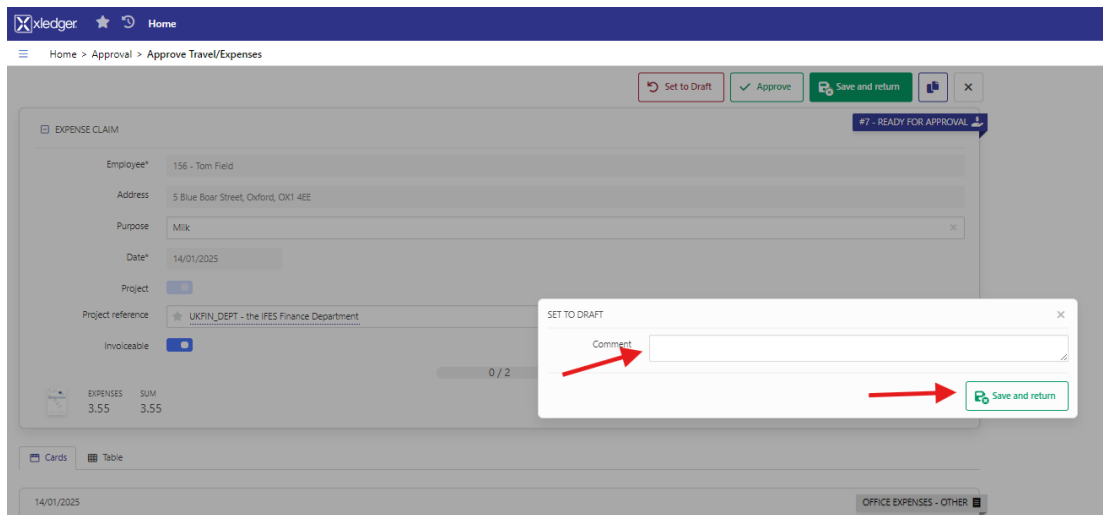 xledger Home
Home > Approval > Approve Travel/Expenses
Set to Draft Approve Save and return
EXPENSE CLAIM #7 - READY FOR APPROVAL
Employee* 156 - Tom Field
Address 5 Blue Boar Street, Oxford, OX1 4EE
Purpose Milk
Date* 14/01/2025
Project
Project reference UKFIN_DEPT - the IFES Finance Department
Invoiceable
0 / 2
EXPENSES SUM
3.55 3.55
SET TO DRAFT
Comment
Save and return
Cards Table
14/01/2025 OFFICE EXPENSES - OTHER